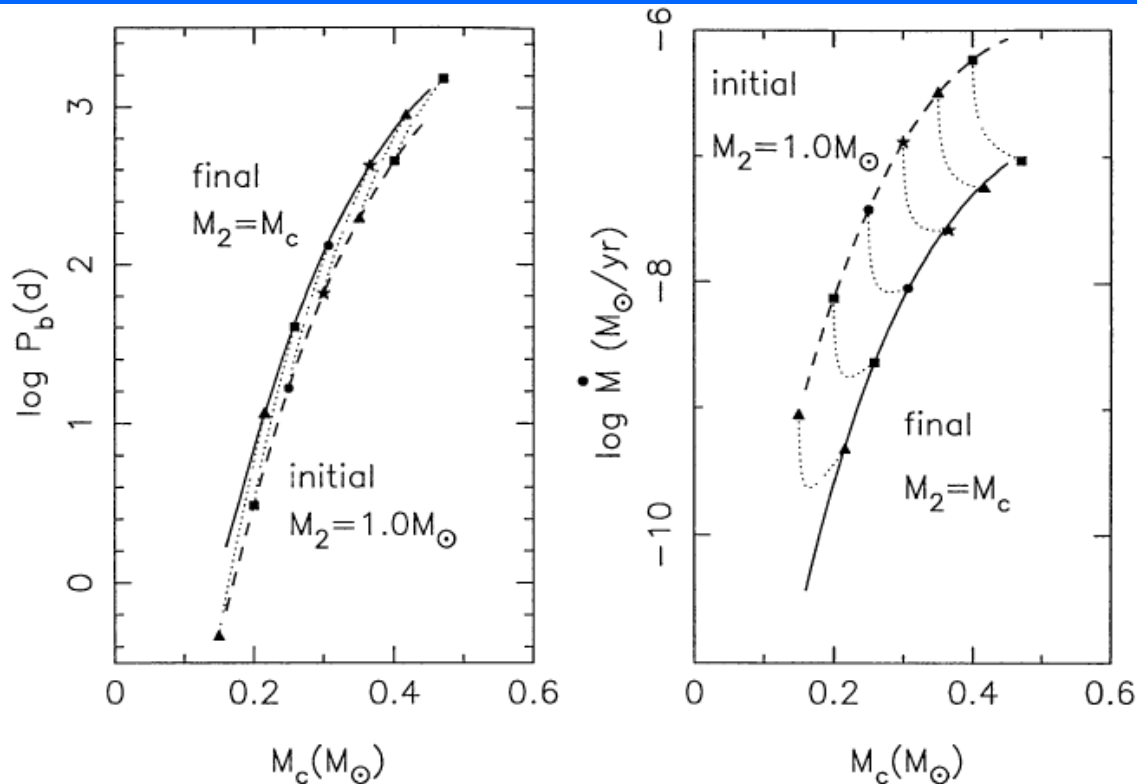 3
2
1
0
log P_b(d)
final
M_2=M_c
initial
M_2=1.0M_⊙
0
0.2
0.4
0.6
M_c(M_⊙)
-6
-8
-10
log Ṁ (M_⊙/yr)
initial
M_2=1.0M_⊙
final
M_2=M_c
0.2
0.4
0.6
M_c(M_⊙)